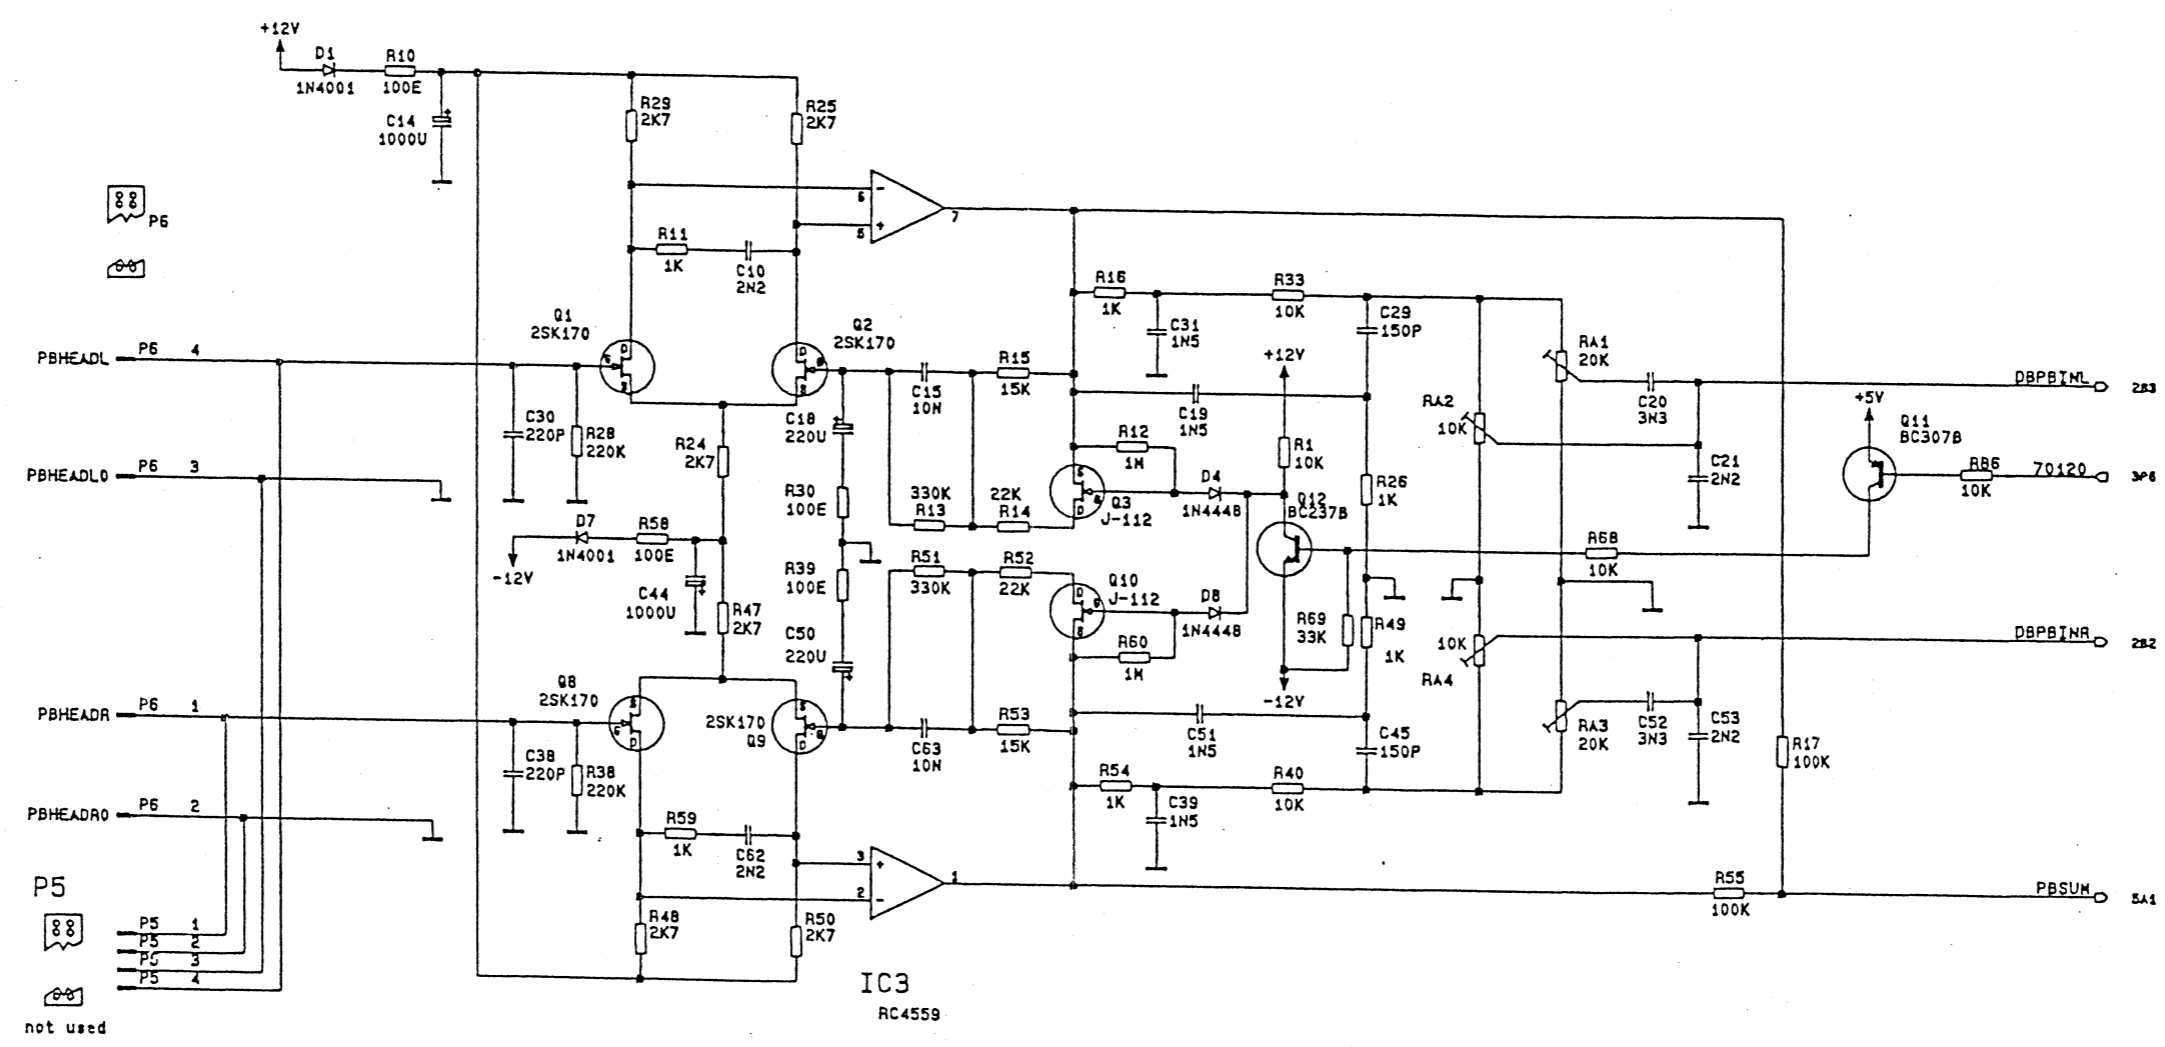 +12V
D1
1N4001
R10
100E
C14
1000U
R29
2K7
R25
2K7
P6
6
-
5
+
7
R11
1K
C10
2N2
R16
1K
R33
10K
C31
1N5
C29
150P
Q1
2SK170
Q2
2SK170
D
G
S
D
G
S
PBHEADL
P6
4
C15
10N
R15
15K
+12V
RA1
20K
DBPBINL
2B3
C30
220P
R28
220K
C18
220U
C19
1N5
RA2
10K
C20
3N3
+5V
Q11
BC307B
R24
2K7
R12
1M
R1
10K
PBHEADLO
P6
3
R30
100E
330K
R13
22K
R14
S
G
D
Q3
J-112
D4
1N4448
Q12
BC237B
R26
1K
C21
2N2
R86
10K
70120
3P6
D7
1N4001
R58
100E
-12V
C44
1000U
R47
2K7
R39
100E
R51
330K
R52
22K
D
G
S
Q10
J-112
D8
1N4448
R68
10K
C50
220U
R60
1M
R69
33K
R49
1K
10K
RA4
DBPBINR
2B2
-12V
Q8
2SK170
2SK170
Q9
S
G
D
S
G
D
PBHEADR
P6
1
C63
10N
R53
15K
C51
1N5
C45
150P
RA3
20K
C52
3N3
C53
2N2
C38
220P
R38
220K
R54
1K
C39
1N5
R40
10K
R17
100K
PBHEADRO
P6
2
R59
1K
C62
2N2
3
+
2
-
1
R55
100K
PBSUM
5A1
P5
R48
2K7
R50
2K7
P5
1
P5
2
P5
3
P5
4
IC3
RC4559
not used